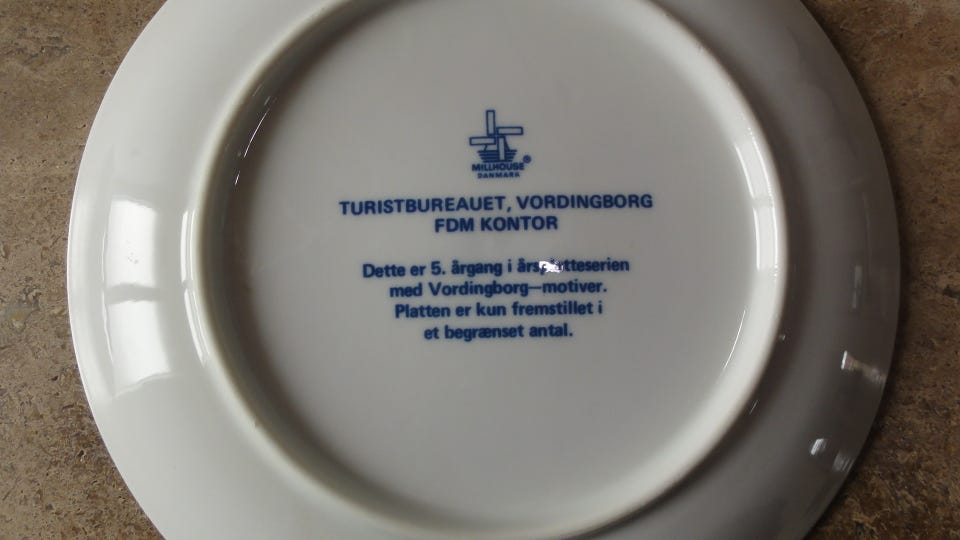 MILLHOUSE®
DANMARK
TURISTBUREAUET, VORDINGBORG
FDM KONTOR
Dette er 5. årgang i årsplatteserien
med Vordingborg—motiver.
Platten er kun fremstillet i
et begrænset antal.